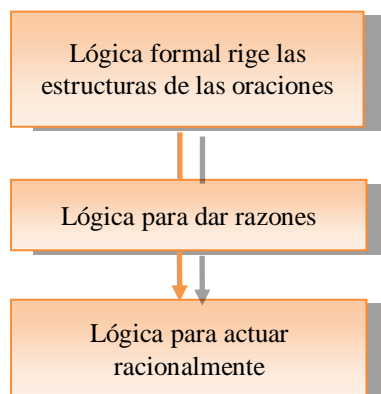 Lógica formal rige las
estructuras de las oraciones
Lógica para dar razones
Lógica para actuar
racionalmente